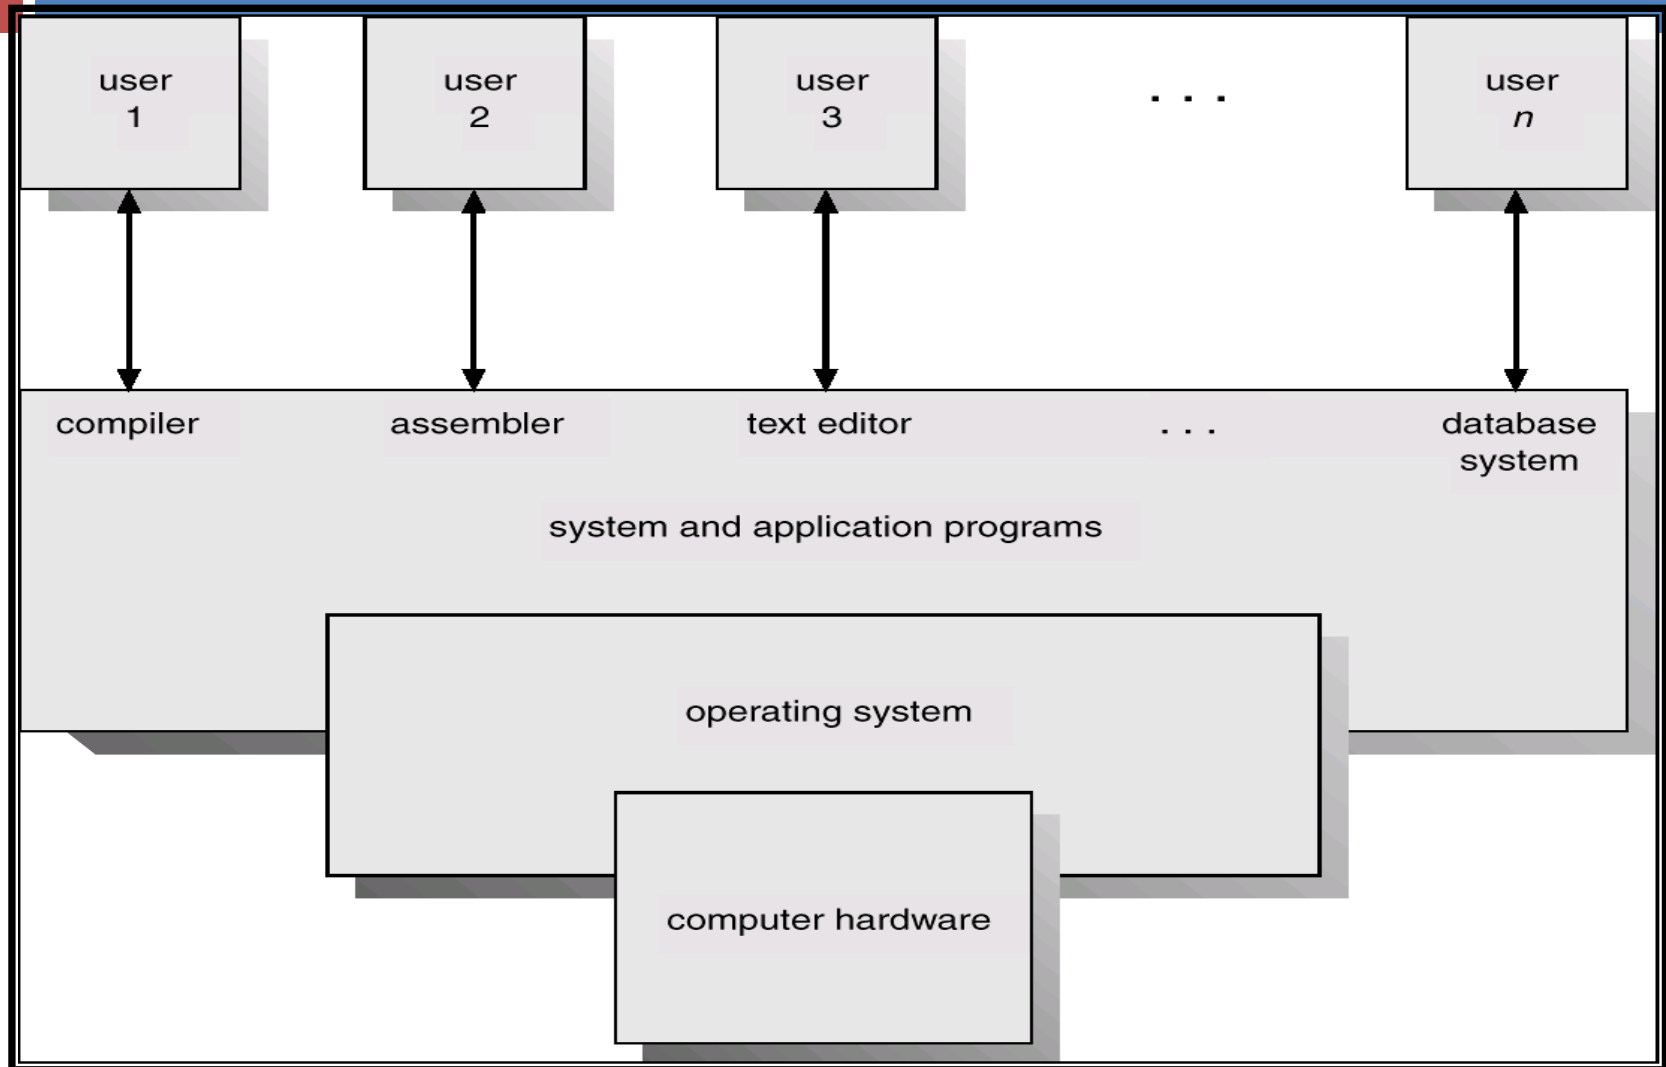 user
1
user
2
user
3
. . .
user
n
compiler
assembler
text editor
. . .
database
system
system and application programs
operating system
computer hardware